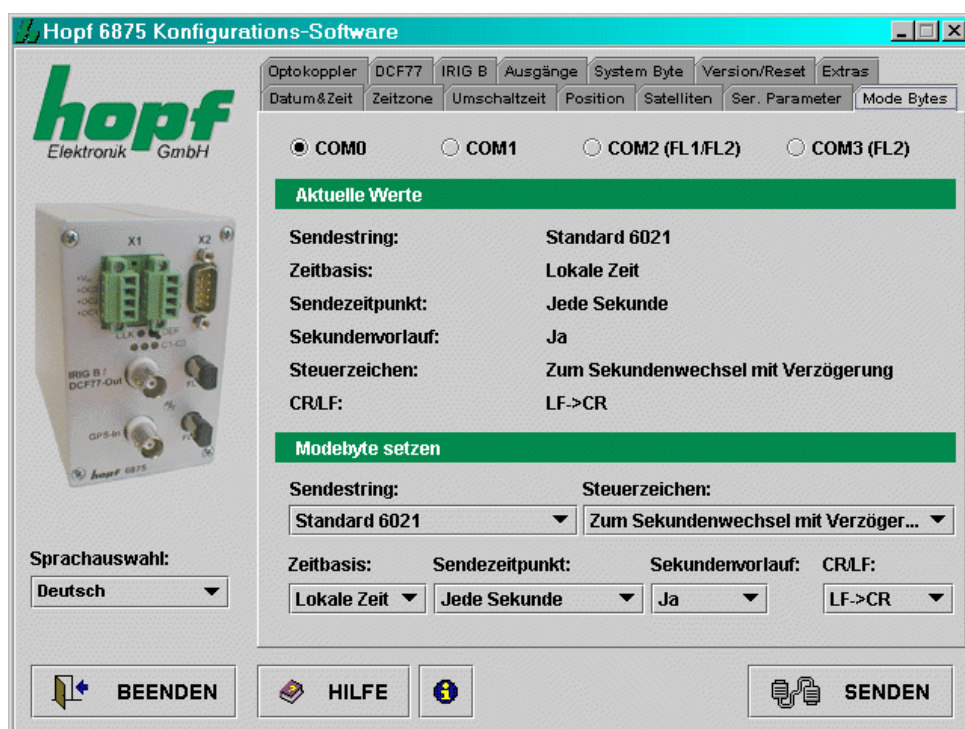 Hopf 6875 Konfigurations-Software
hopf
Elektronik GmbH
Optokoppler DCF77 IRIG B Ausgänge System Byte Version/Reset Extras
Datum&Zeit Zeitzone Umschaltzeit Position Satelliten Ser. Parameter Mode Bytes
COM0 COM1 COM2 (FL1/FL2) COM3 (FL2)
Aktuelle Werte
Sendestring: Standard 6021
Zeitbasis: Lokale Zeit
Sendezeitpunkt: Jede Sekunde
Sekundenvorlauf: Ja
Steuerzeichen: Zum Sekundenwechsel mit Verzögerung
CR/LF: LF->CR
Modebyte setzen
Sendestring: Steuerzeichen:
Standard 6021 Zum Sekundenwechsel mit Verzöger...
Zeitbasis: Sendezeitpunkt: Sekundenvorlauf: CR/LF:
Lokale Zeit Jede Sekunde Ja LF->CR
X1 X2
CLK DEF
C1-C3
IRIG B /
DCF77-Out
GPS-In
hopf 6875
Sprachauswahl:
Deutsch
BEENDEN HILFE SENDEN